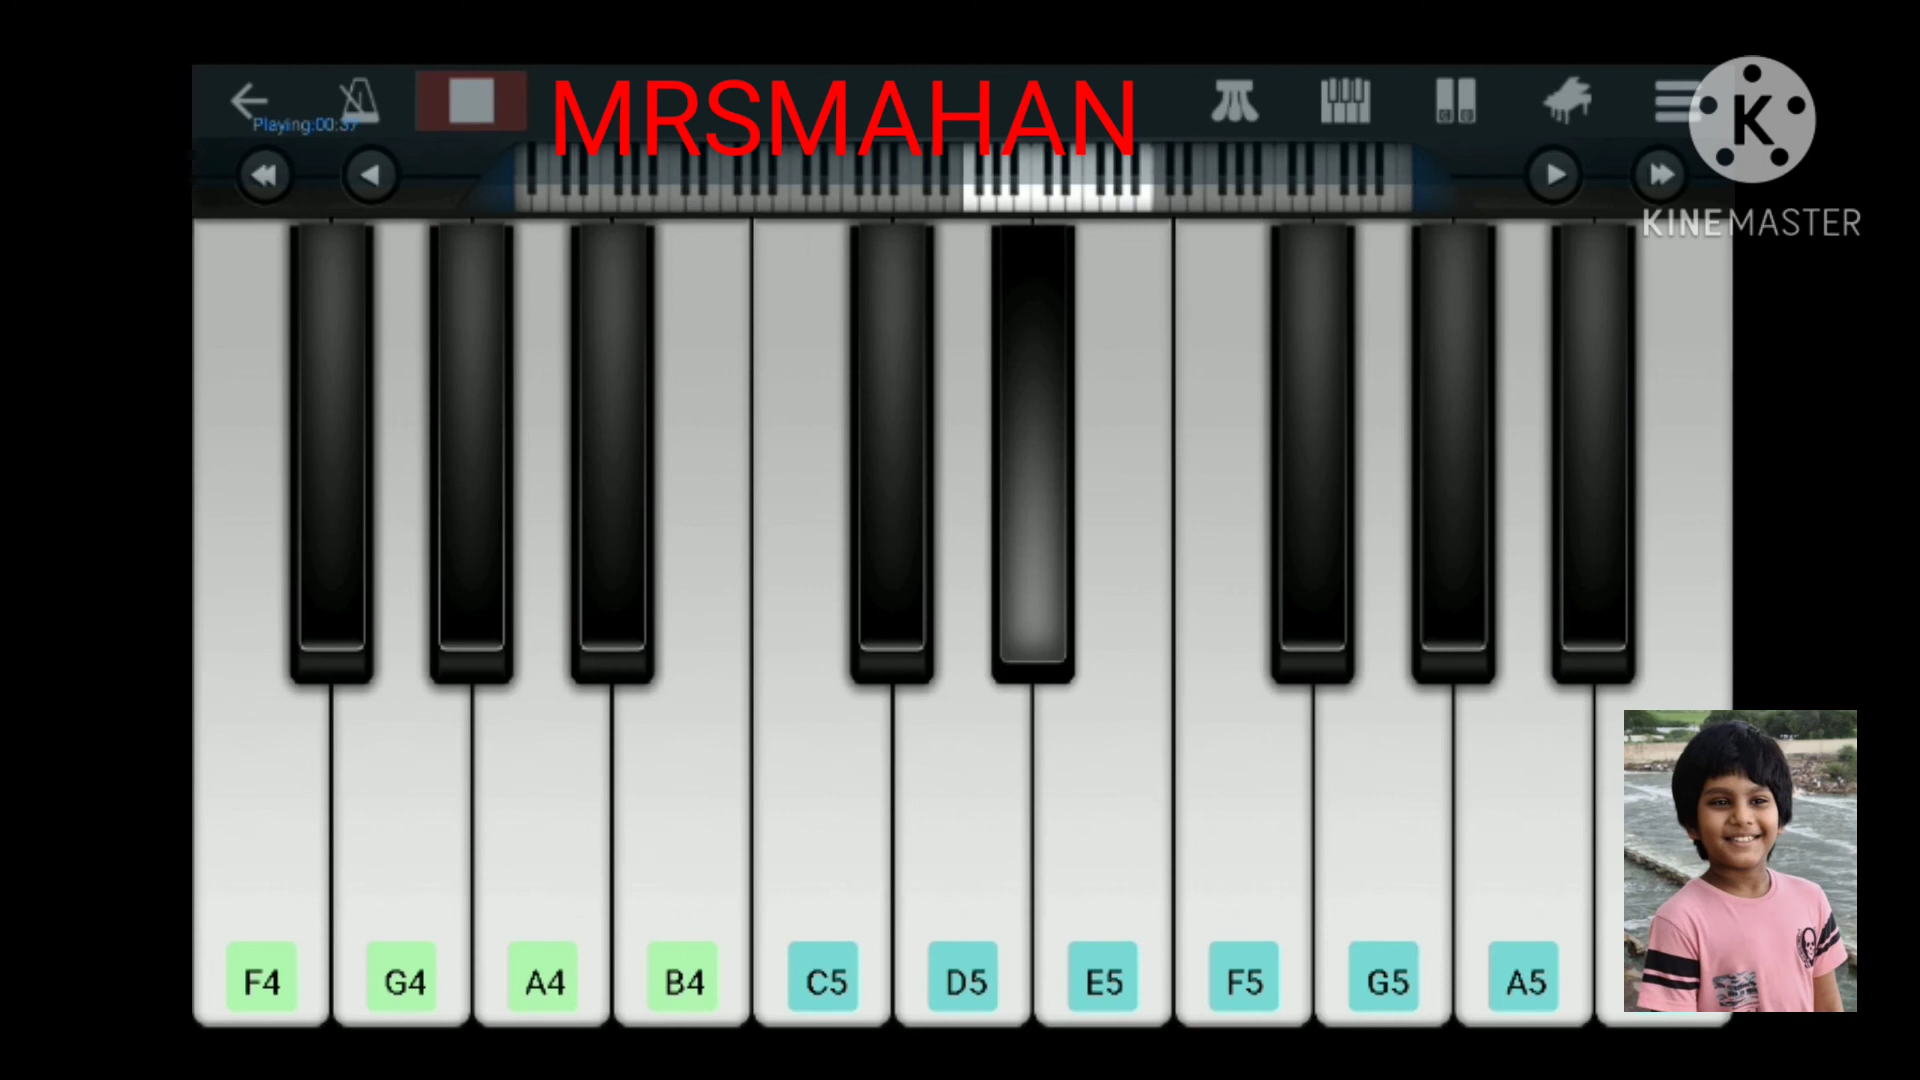 MRSMAHAN
Playing:00:37
K
KINEMASTER
F4 G4 A4 B4 C5 D5 E5 F5 G5 A5